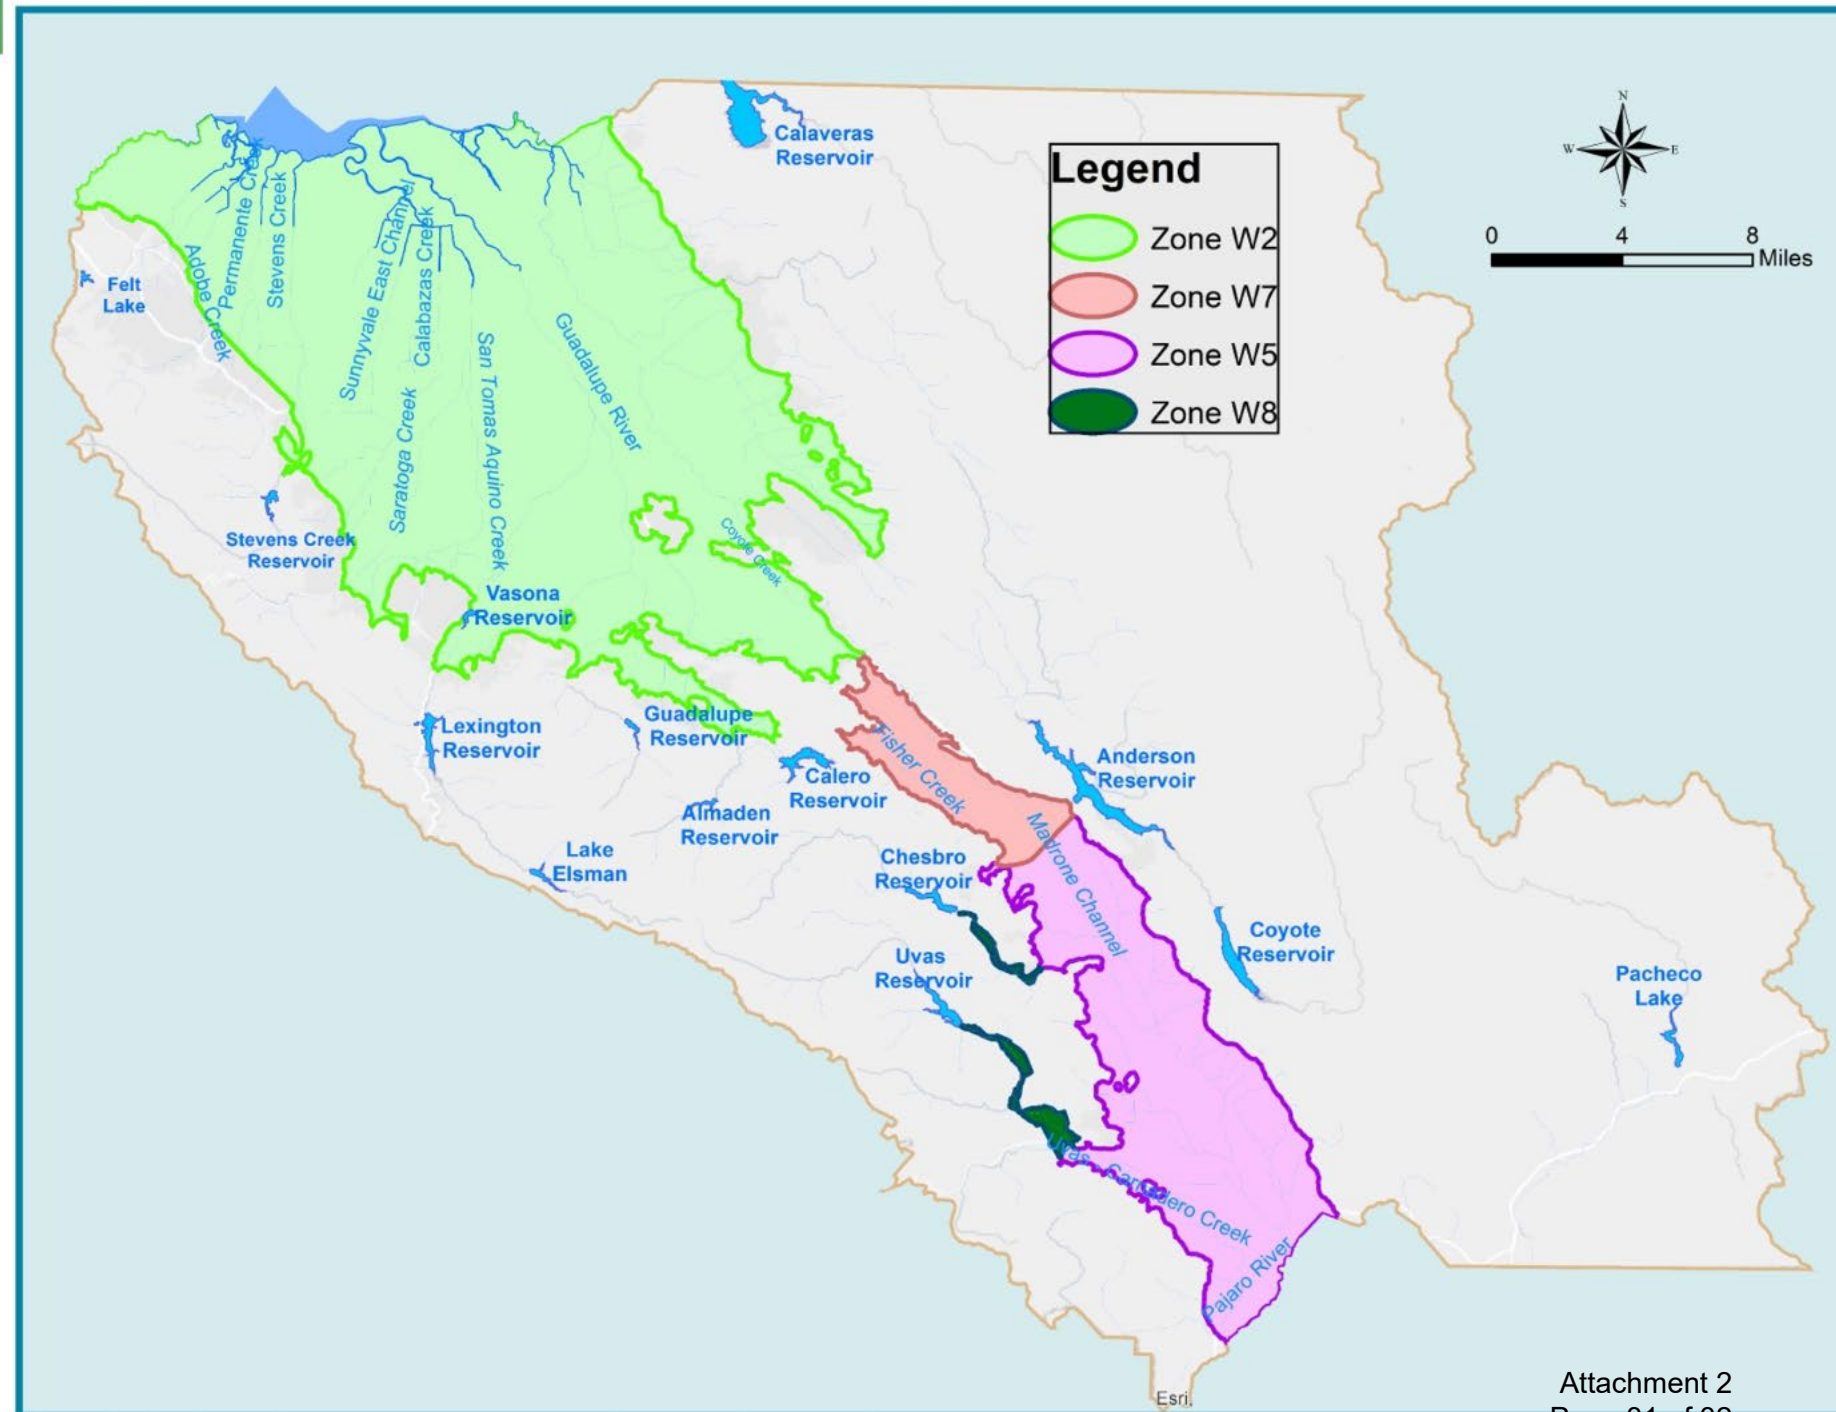 Calaveras
Reservoir
Legend
Zone W2
Zone W7
Zone W5
Zone W8
N
W
E
S
0
4
8
Miles
Felt
Lake
Adobe Creek
Permanente Creek
Stevens Creek
Sunnyvale East Channel
Calabazas Creek
Saratoga Creek
San Tomas Aquino Creek
Guadalupe River
Coyote Creek
Stevens Creek
Reservoir
Vasona
Reservoir
Lexington
Reservoir
Guadalupe
Reservoir
Calero
Reservoir
Almaden
Reservoir
Lake
Elsman
Fisher Creek
Anderson
Reservoir
Madrone Channel
Chesbro
Reservoir
Uvas
Reservoir
Coyote
Reservoir
Pacheco
Lake
Uvas - Carnadero Creek
Pajaro River
Esri,
Attachment 2